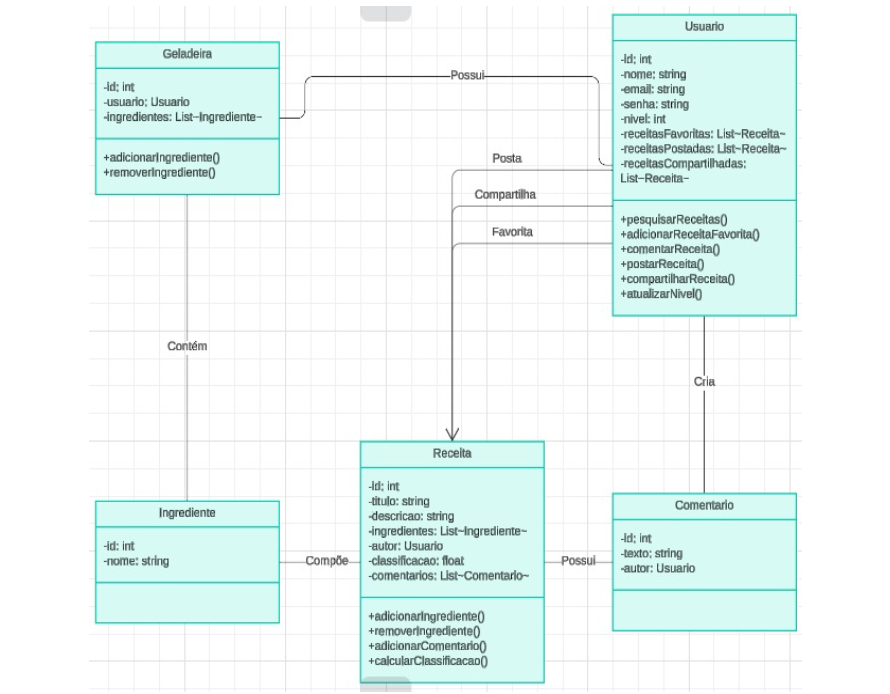 Geladeira
-id: int
-usuario: Usuario
-ingredientes: List~Ingrediente~
+adicionarIngrediente()
+removerIngrediente()
Possui
Usuario
-id: int
-nome: string
-email: string
-senha: string
-nivel: int
-receitasFavoritas: List~Receita~
-receitasPostadas: List~Receita~
-receitasCompartilhadas:
List~Receita~
+pesquisarReceitas()
+adicionarReceitaFavorita()
+comentarReceita()
+postarReceita()
+compartilharReceita()
+atualizarNivel()
Posta
Compartilha
Favorita
Contém
Cria
Ingrediente
-id: int
-nome: string
Compõe
Receita
-id: int
-titulo: string
-descricao: string
-ingredientes: List~Ingrediente~
-autor: Usuario
-classificacao: float
-comentarios: List~Comentario~
+adicionarIngrediente()
+removerIngrediente()
+adicionarComentario()
+calcularClassificacao()
Possui
Comentario
-id: int
-texto: string
-autor: Usuario